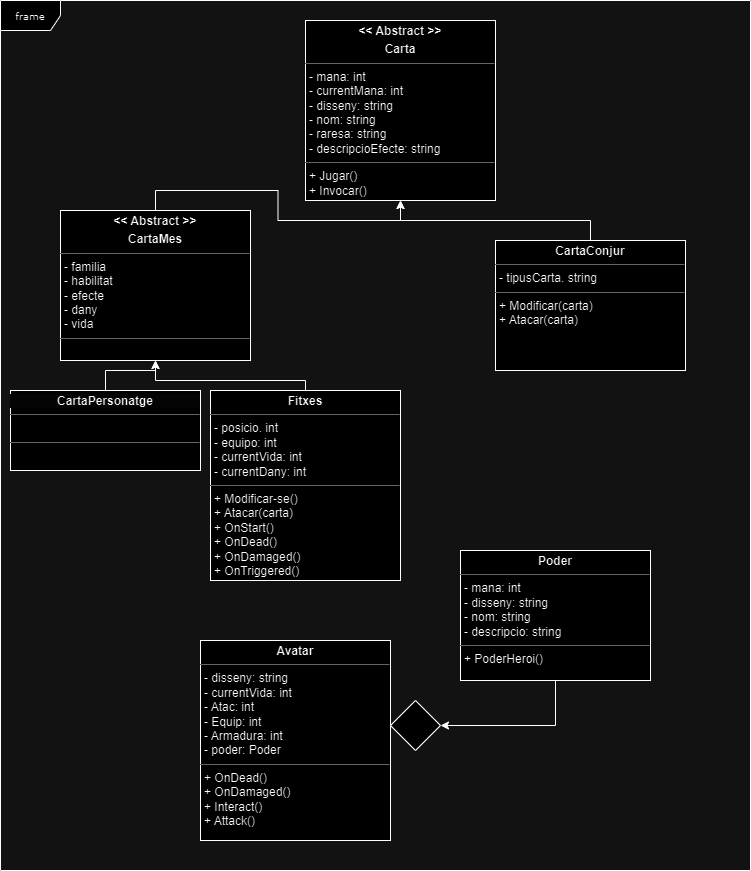 frame
<< Abstract >>
Carta
- mana: int
- currentMana: int
- disseny: string
- nom: string
- raresa: string
- descripcioEfecte: string
+ Jugar()
+ Invocar()
<< Abstract >>
CartaMes
- familia
- habilitat
- efecte
- dany
- vida
CartaConjur
- tipusCarta. string
+ Modificar(carta)
+ Atacar(carta)
CartaPersonatge
Fitxes
- posicio. int
- equipo: int
- currentVida: int
- currentDany: int
+ Modificar-se()
+ Atacar(carta)
+ OnStart()
+ OnDead()
+ OnDamaged()
+ OnTriggered()
Poder
- mana: int
- disseny: string
- nom: string
- descripcio: string
+ PoderHeroi()
Avatar
- disseny: string
- currentVida: int
- Atac: int
- Equip: int
- Armadura: int
- poder: Poder
+ OnDead()
+ OnDamaged()
+ Interact()
+ Attack()